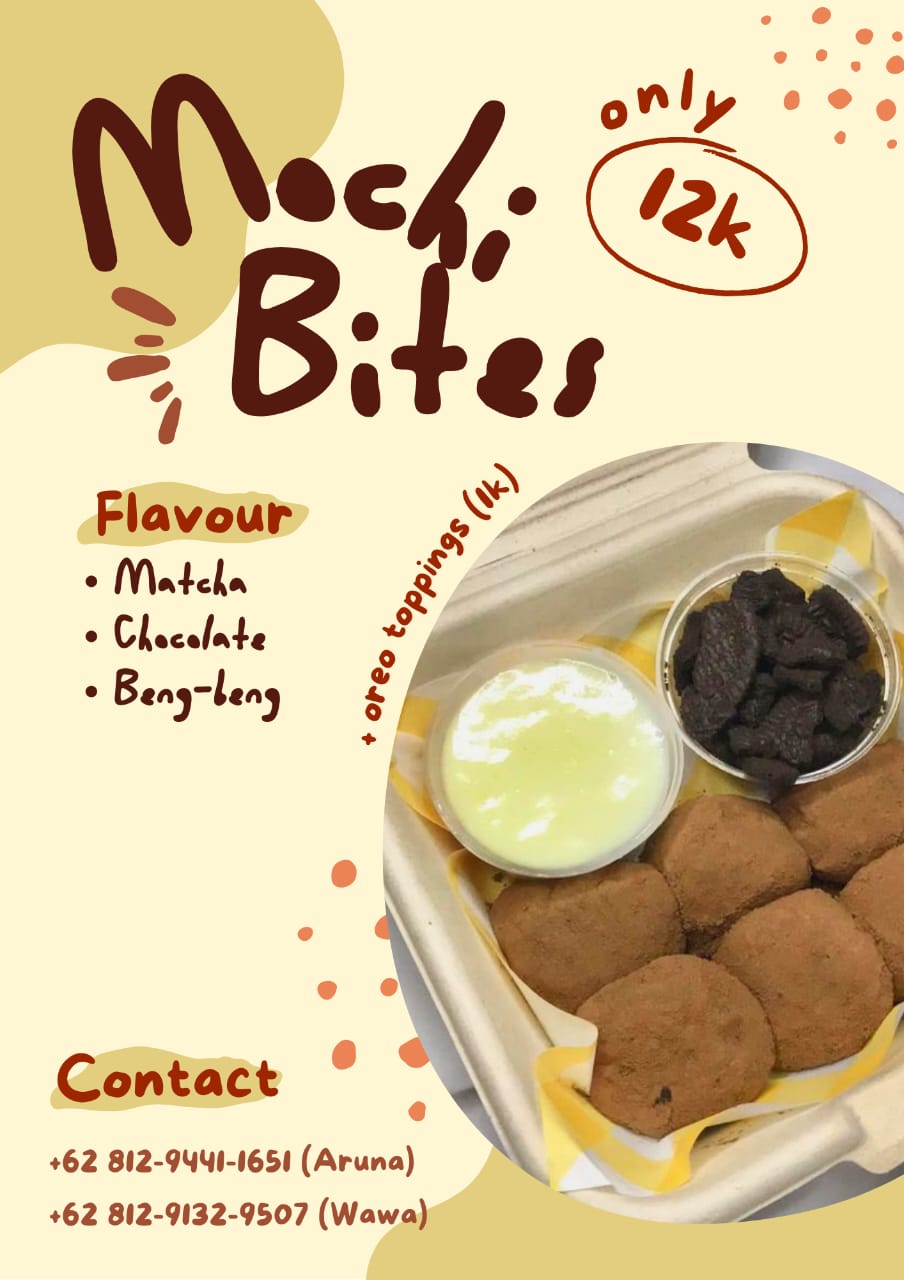 Mochi
Bites
only
12k
Flavour
• Matcha
• Chocolate
• Beng-beng
+ oreo toppings (1k)
Contact
+62 812-9441-1651 (Aruna)
+62 812-9132-9507 (Wawa)